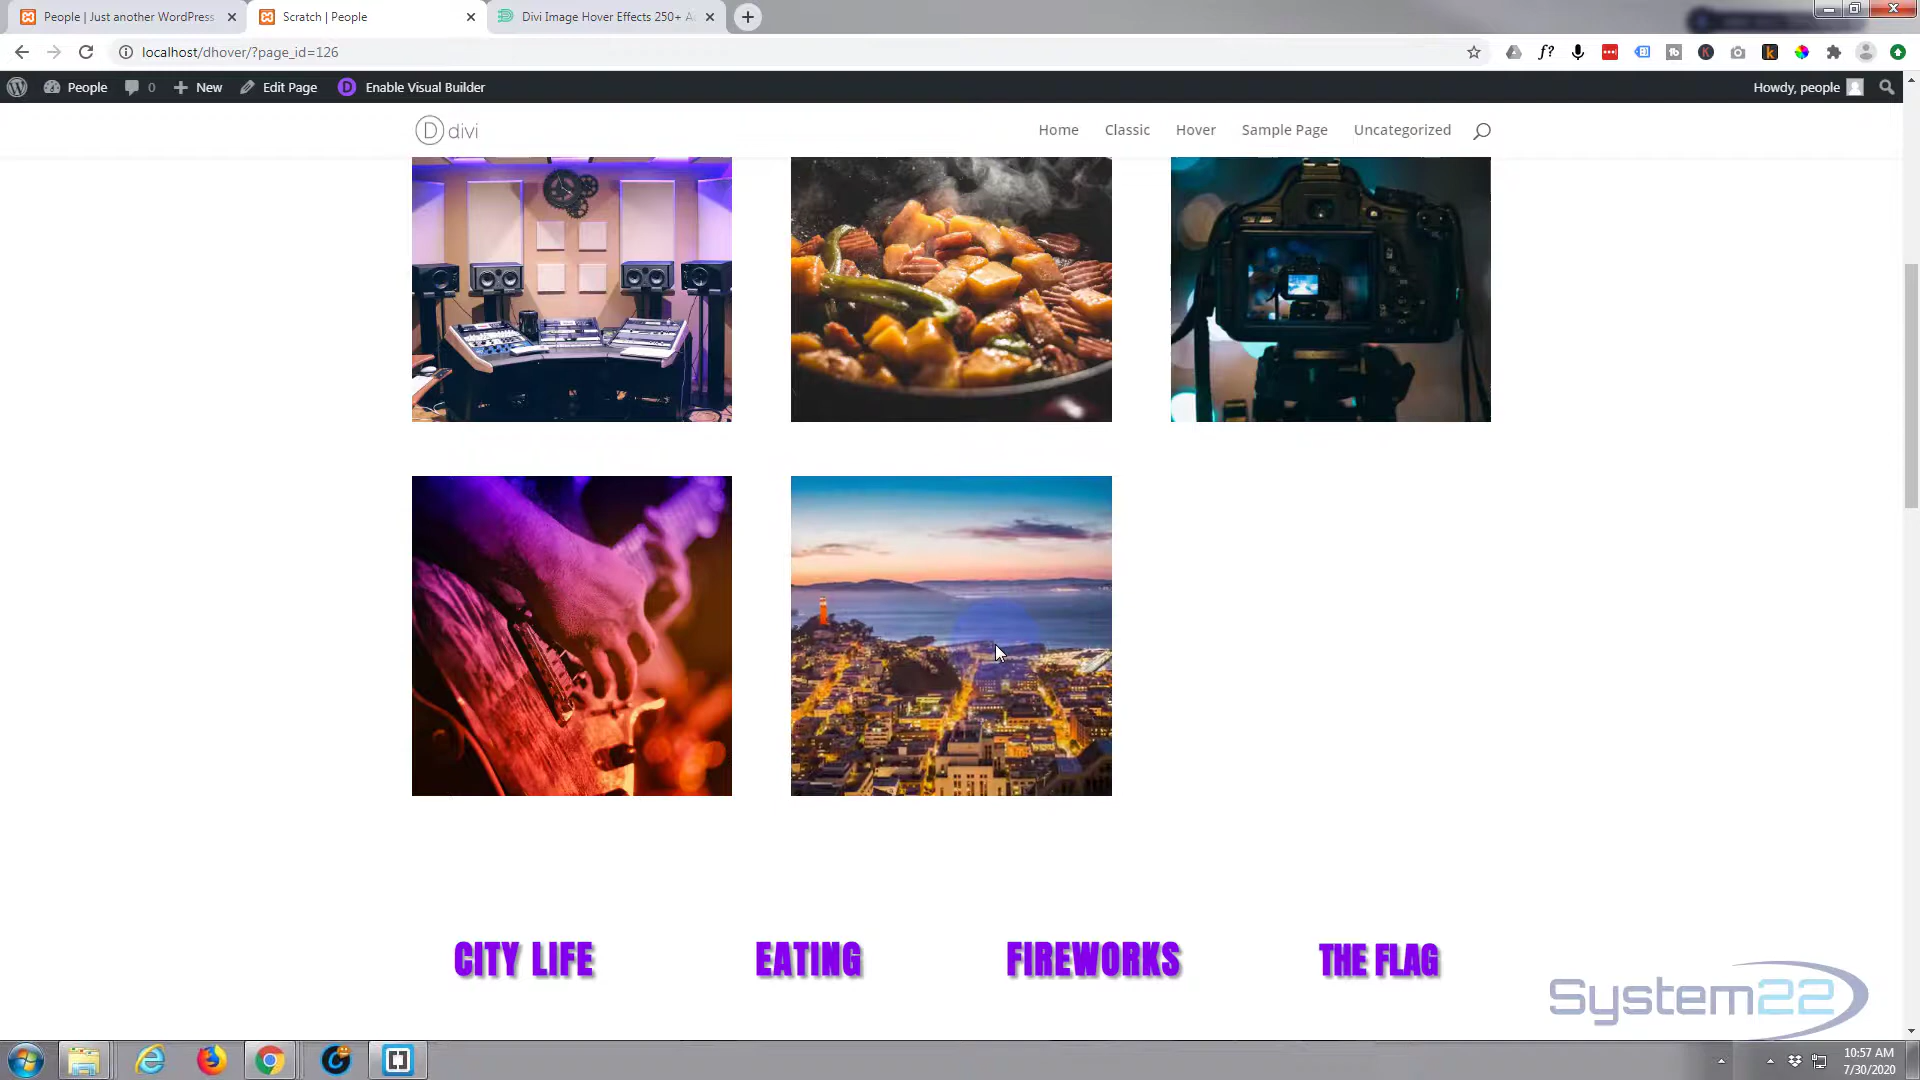 People | Just another WordPress
Scratch | People
Divi Image Hover Effects 250+ A
localhost/dhover/?page_id=126
People
0
New
Edit Page
Enable Visual Builder
Howdy, people
D divi
Home
Classic
Hover
Sample Page
Uncategorized
CITY LIFE
EATING
FIREWORKS
THE FLAG
System22
10:57 AM
7/30/2020